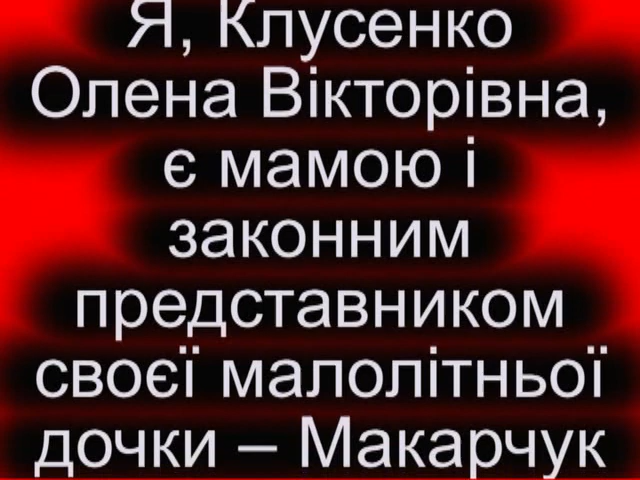 Я, Клусенко
Олена Вікторівна,
є мамою і
законним
представником
своєї малолітньої
дочки – Макарчук